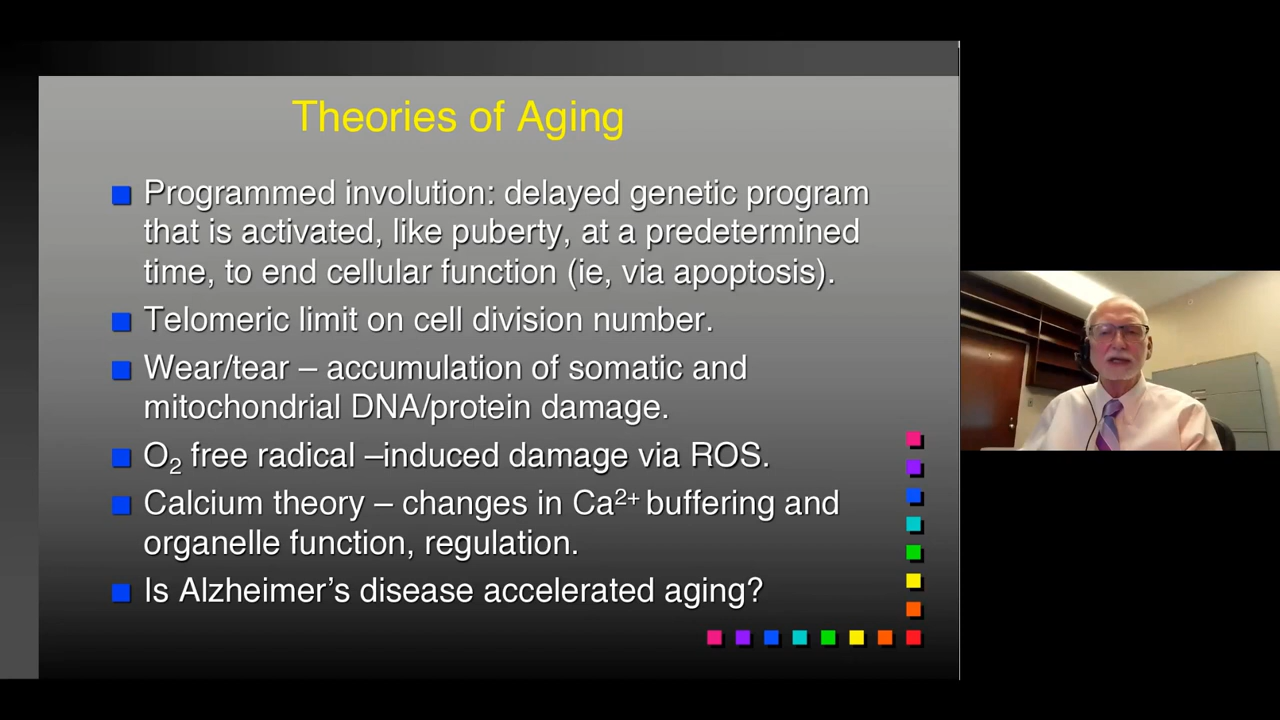 Theories of Aging
Programmed involution: delayed genetic program
that is activated, like puberty, at a predetermined
time, to end cellular function (ie, via apoptosis).
Telomeric limit on cell division number.
Wear/tear – accumulation of somatic and
mitochondrial DNA/protein damage.
O₂ free radical –induced damage via ROS.
Calcium theory – changes in Ca²⁺ buffering and
organelle function, regulation.
Is Alzheimer’s disease accelerated aging?